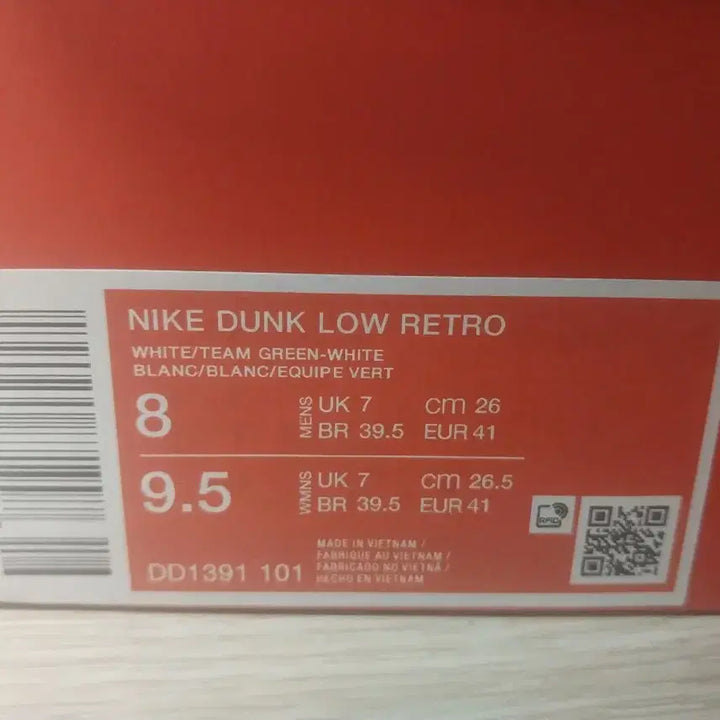 NIKE DUNK LOW RETRO
WHITE/TEAM GREEN-WHITE
BLANC/BLANC/EQUIPE VERT
8 MENS UK 7 cm 26
BR 39.5 EUR 41
9.5 WMNS UK 7 cm 26.5
BR 39.5 EUR 41
MADE IN VIETNAM /
FABRIQUE AU VIETNAM /
FABRICADO NO VIETNÃ /
HECHO EN VIETNAM
DD1391 101
RFID